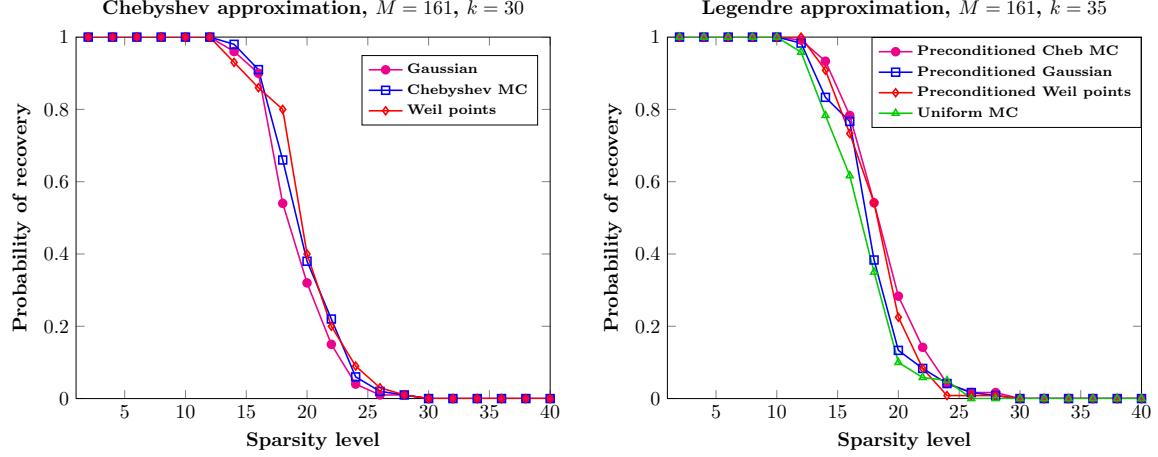 Chebyshev approximation, M = 161, k = 30
Probability of recovery
1
0.8
0.6
0.4
0.2
0
Gaussian
Chebyshev MC
Weil points
5 10 15 20 25 30 35 40
Sparsity level
Legendre approximation, M = 161, k = 35
Probability of recovery
1
0.8
0.6
0.4
0.2
0
Preconditioned Cheb MC
Preconditioned Gaussian
Preconditioned Weil points
Uniform MC
5 10 15 20 25 30 35 40
Sparsity level